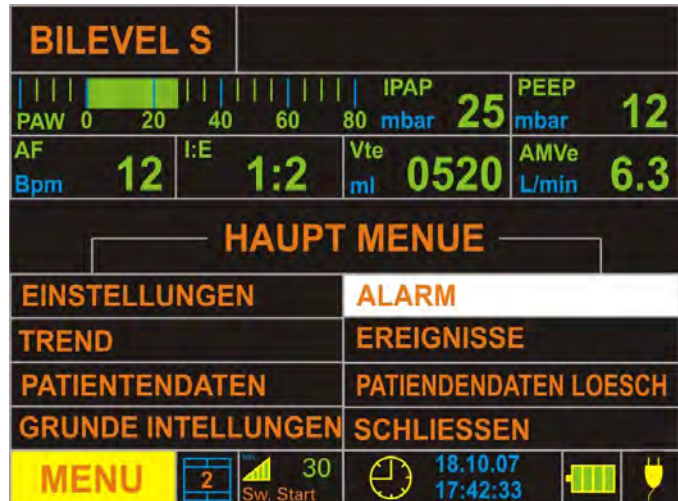 BILEVEL S
PAW 0 20 40 60 80
IPAP
mbar 25
PEEP
mbar 12
AF
Bpm 12
I:E
1:2
Vte
ml 0520
AMVe
L/min 6.3
HAUPT MENUE
EINSTELLUNGEN
ALARM
TREND
EREIGNISSE
PATIENTENDATEN
PATIENDENDATEN LOESCH
GRUNDE INTELLUNGEN
SCHLIESSEN
MENU
2
30
Sw. Start
18.10.07
17:42:33